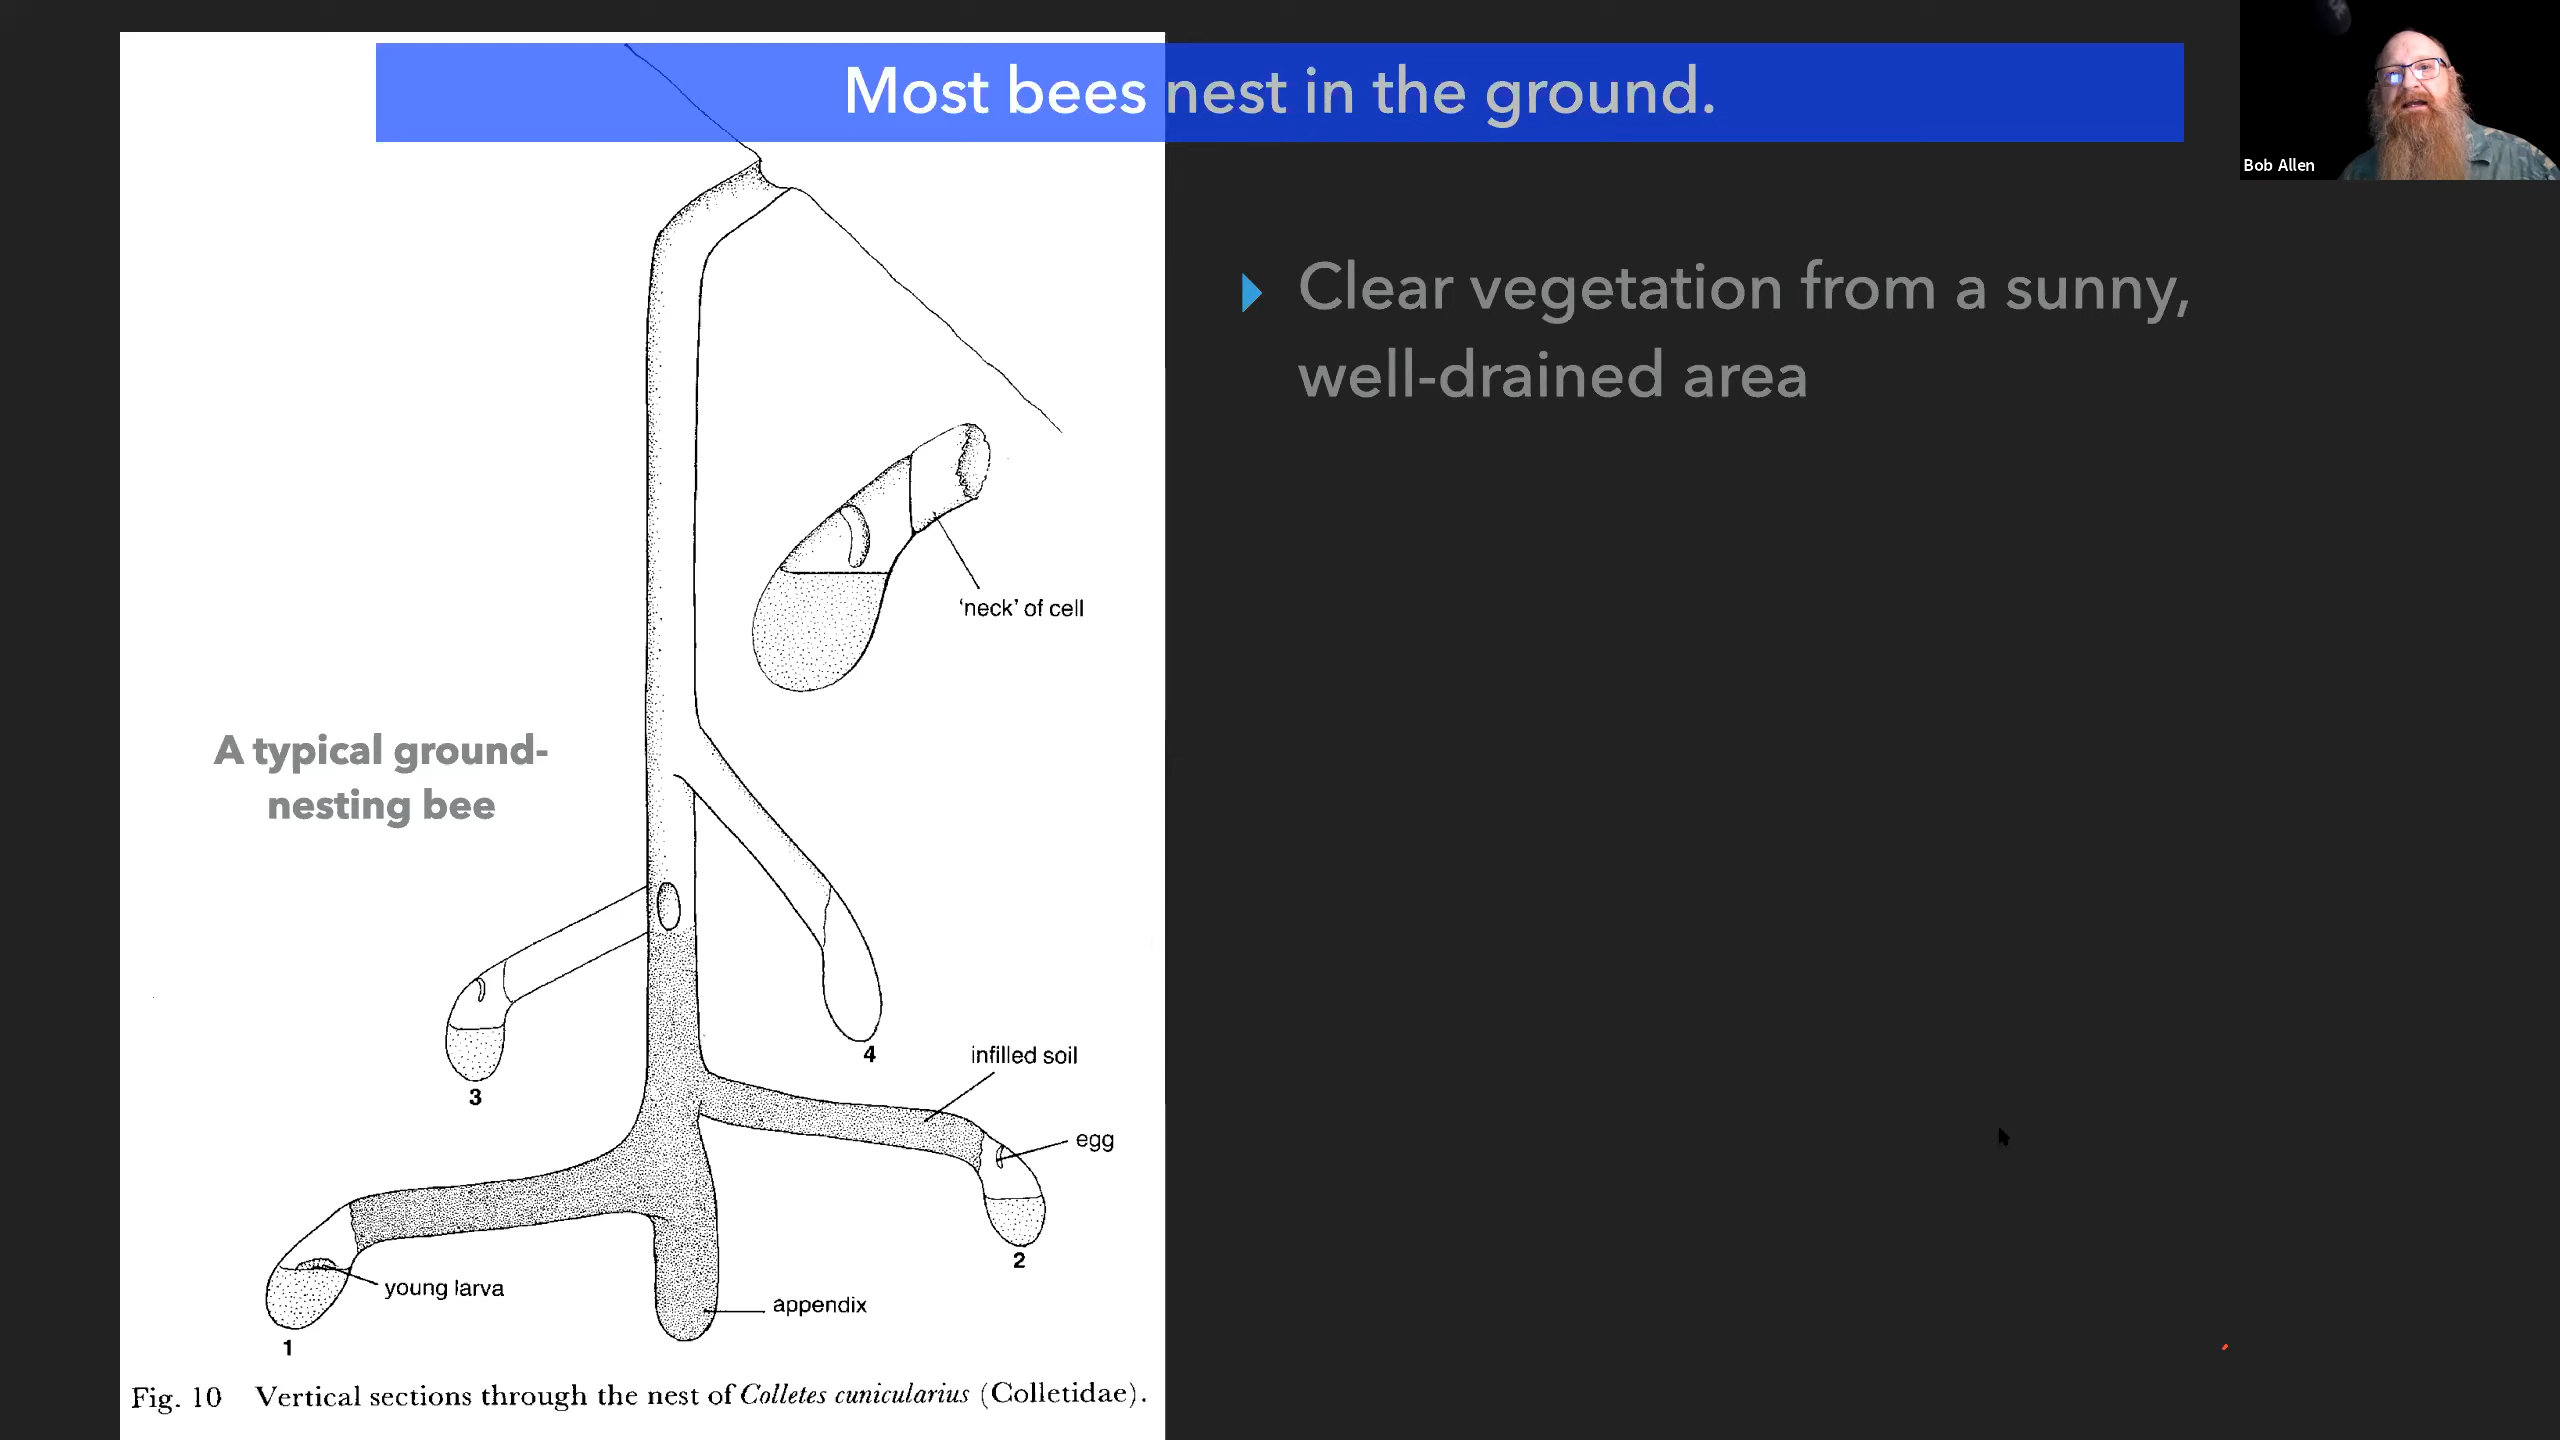 Most bees nest in the ground.
Bob Allen
Clear vegetation from a sunny,
well-drained area
'neck' of cell
A typical ground-
nesting bee
4
infilled soil
3
egg
2
young larva
appendix
1
Fig. 10 Vertical sections through the nest of Colletes cunicularius (Colletidae).